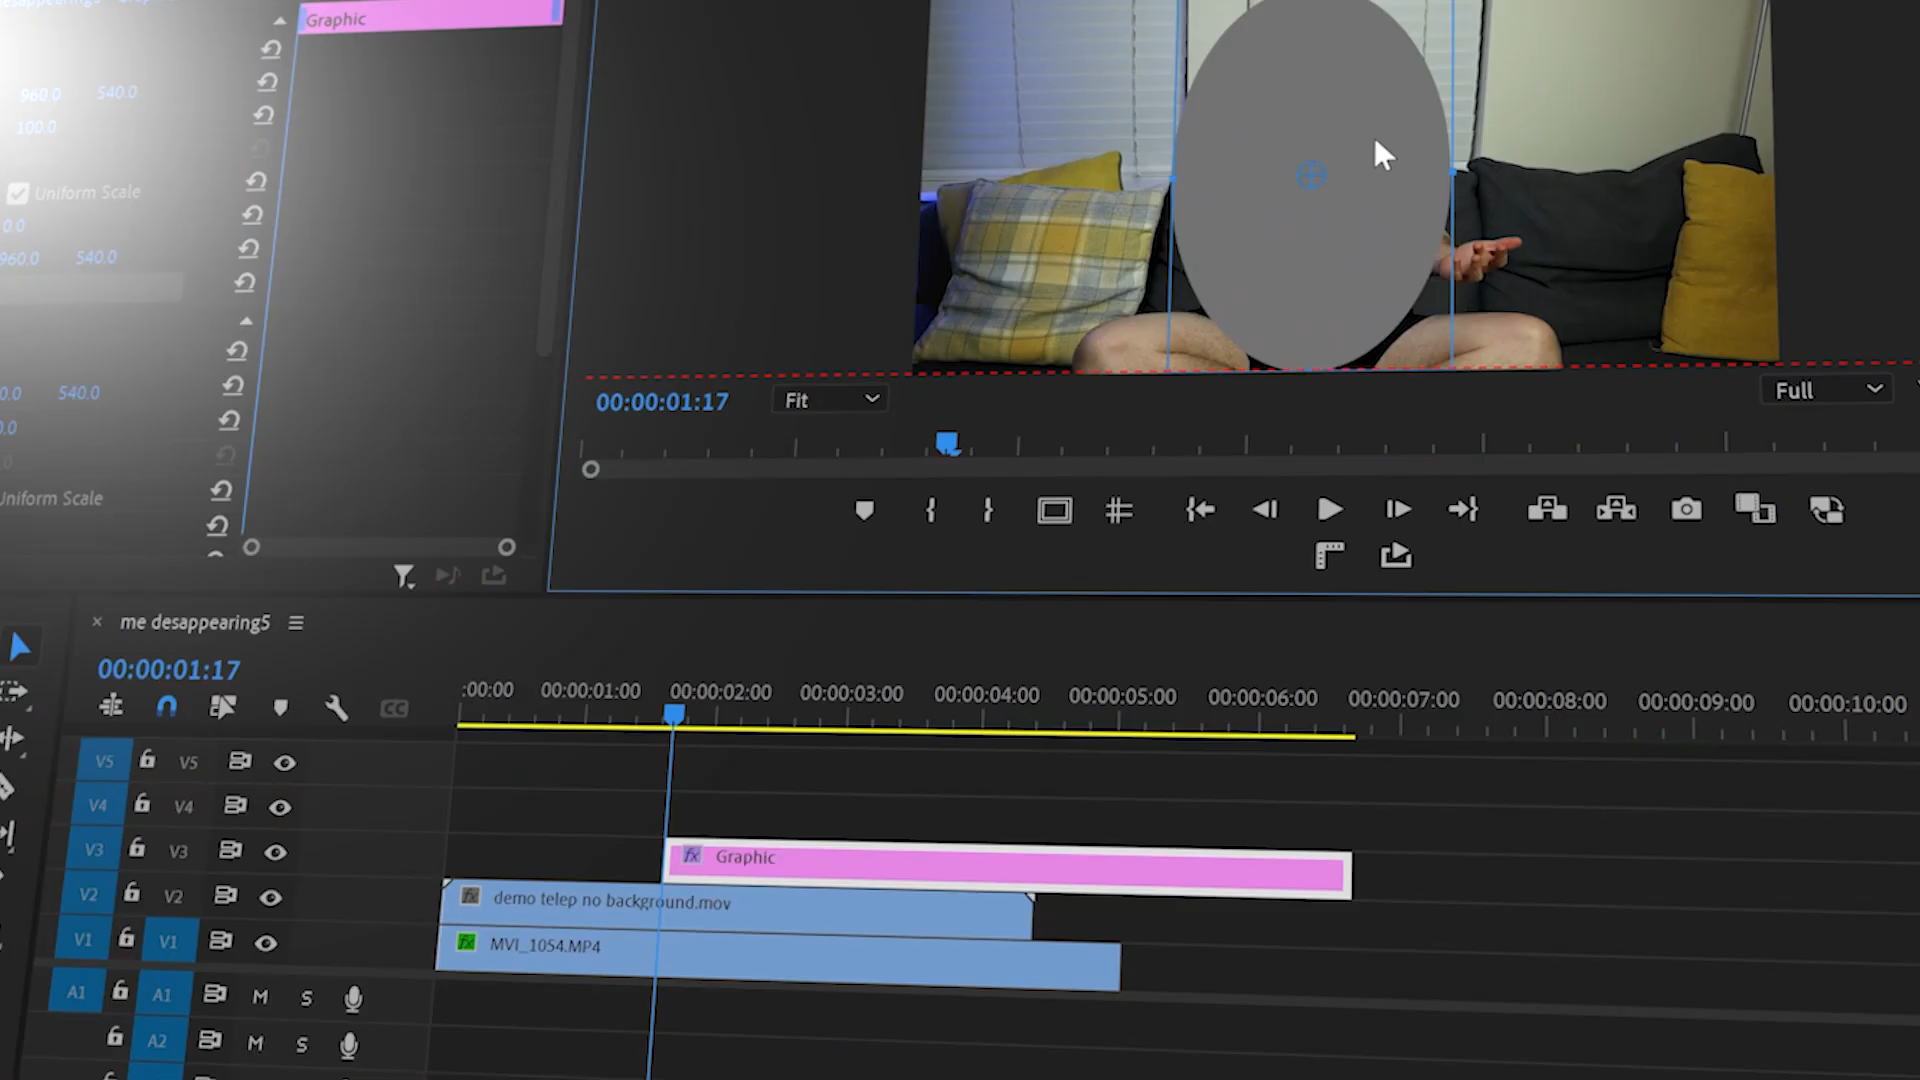 Graphic
960.0 540.0
100.0
Uniform Scale
0.0
960.0 540.0
0.0 540.0
0.0
Uniform Scale
00:00:01:17
Fit
Full
me desappearing5
00:00:01:17
:00:00 00:00:01:00 00:00:02:00 00:00:03:00 00:00:04:00 00:00:05:00 00:00:06:00 00:00:07:00 00:00:08:00 00:00:09:00 00:00:10:00
CC
V5 V5
V4 V4
V3 V3
fx Graphic
V2 V2
fx demo telep no background.mov
V1 V1
fx MVI_1054.MP4
A1 A1 M S
A2 M S